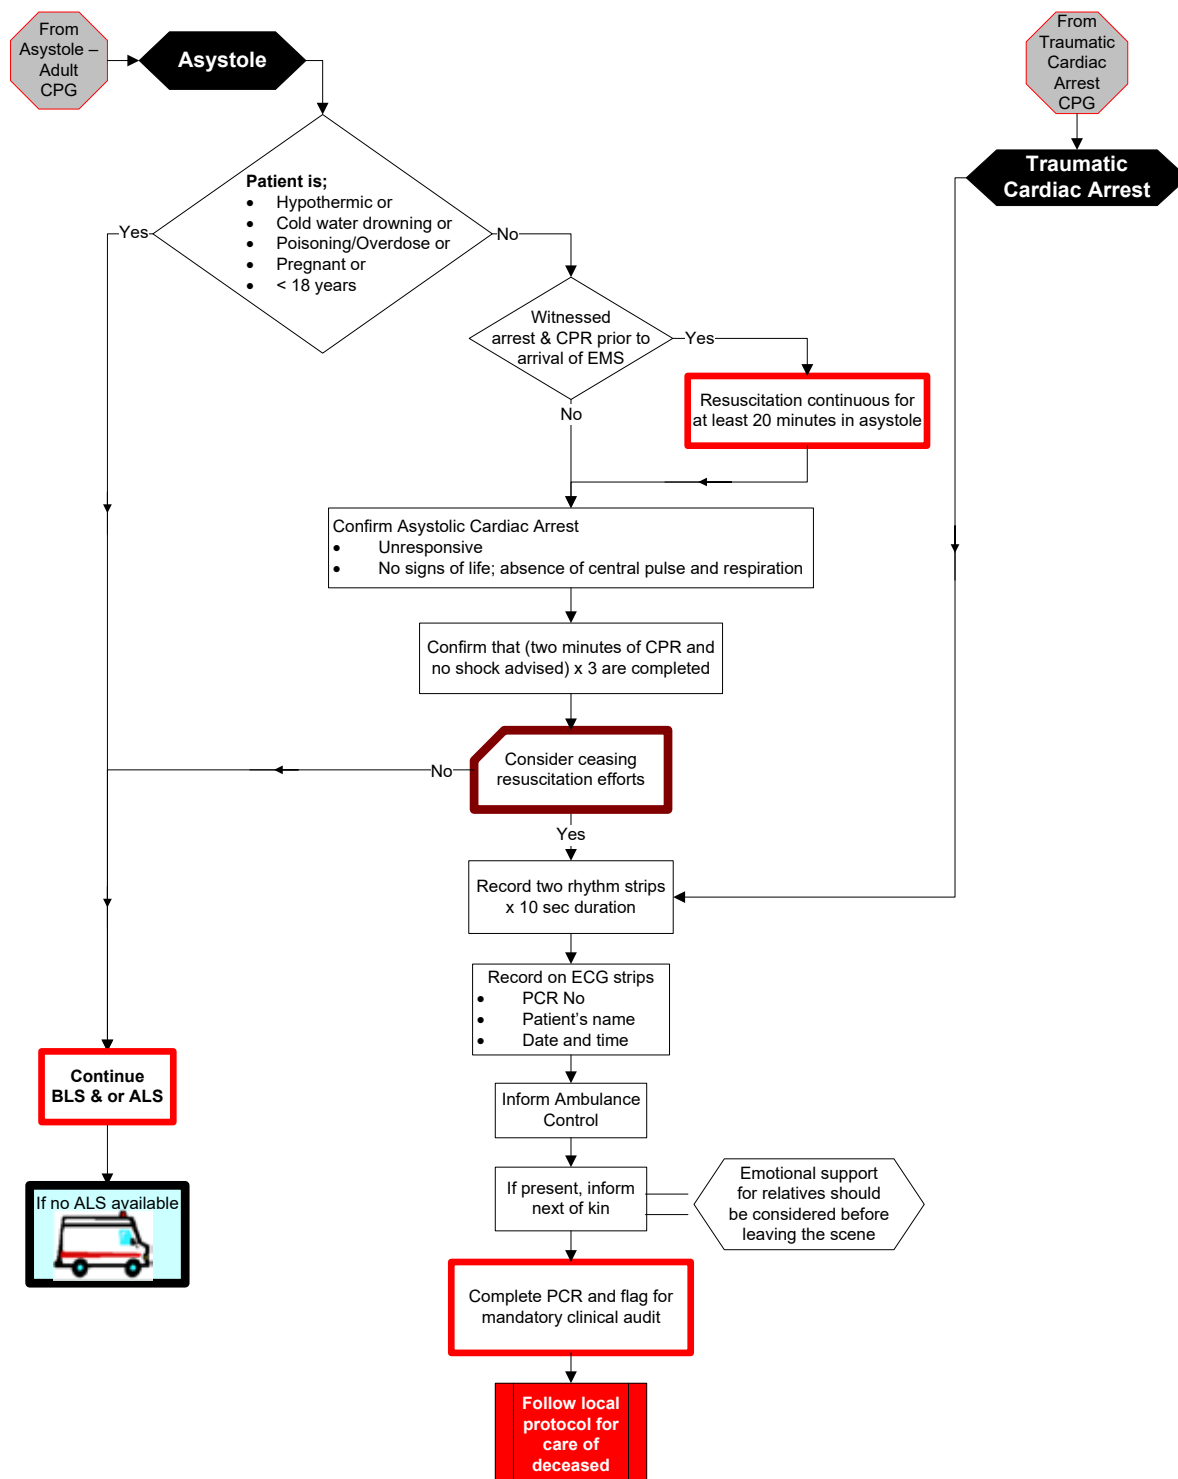 From
Asystole –
Adult
CPG
Asystole
From
Traumatic
Cardiac
Arrest
CPG
Traumatic
Cardiac Arrest
Patient is;
• Hypothermic or
• Cold water drowning or
• Poisoning/Overdose or
• Pregnant or
• < 18 years
Yes
No
Witnessed
arrest & CPR prior to
arrival of EMS
Yes
No
Resuscitation continuous for
at least 20 minutes in asystole
Confirm Asystolic Cardiac Arrest
• Unresponsive
• No signs of life; absence of central pulse and respiration
Confirm that (two minutes of CPR and
no shock advised) x 3 are completed
Consider ceasing
resuscitation efforts
No
Yes
Record two rhythm strips
x 10 sec duration
Record on ECG strips
• PCR No
• Patient’s name
• Date and time
Continue
BLS & or ALS
Inform Ambulance
Control
If no ALS available
If present, inform
next of kin
Emotional support
for relatives should
be considered before
leaving the scene
Complete PCR and flag for
mandatory clinical audit
Follow local
protocol for
care of
deceased